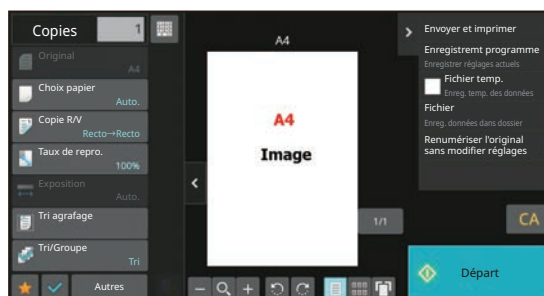 Copies
1
Original
A4
Choix papier
Auto.
Copie R/V
Recto→Recto
Taux de repro.
100%
Exposition
Auto.
Tri agrafage
Tri/Groupe
Tri
Autres
A4
A4
Image
1/1
Envoyer et imprimer
Enregistremt programme
Enregistrer réglages actuels
Fichier temp.
Enreg. temp. des données
Fichier
Enreg. données dans dossier
Renumériser l'original
sans modifier réglages
CA
Départ